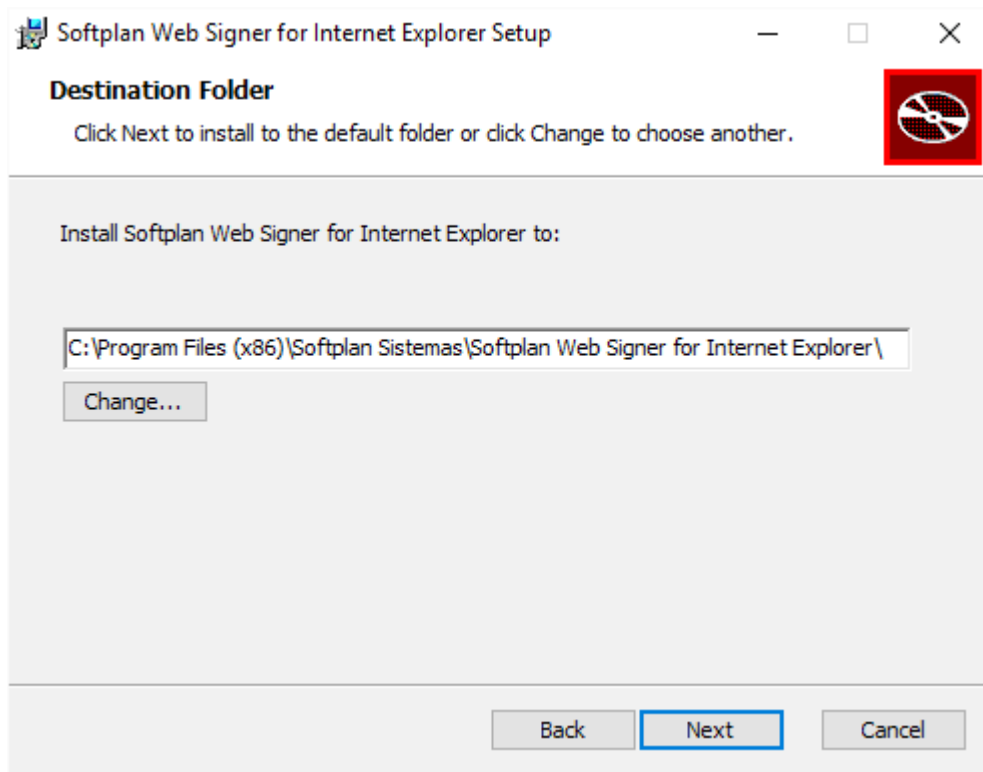 Softplan Web Signer for Internet Explorer Setup
Destination Folder
Click Next to install to the default folder or click Change to choose another.
Install Softplan Web Signer for Internet Explorer to:
C:\Program Files (x86)\Softplan Sistemas\Softplan Web Signer for Internet Explorer\
Change...
Back Next Cancel